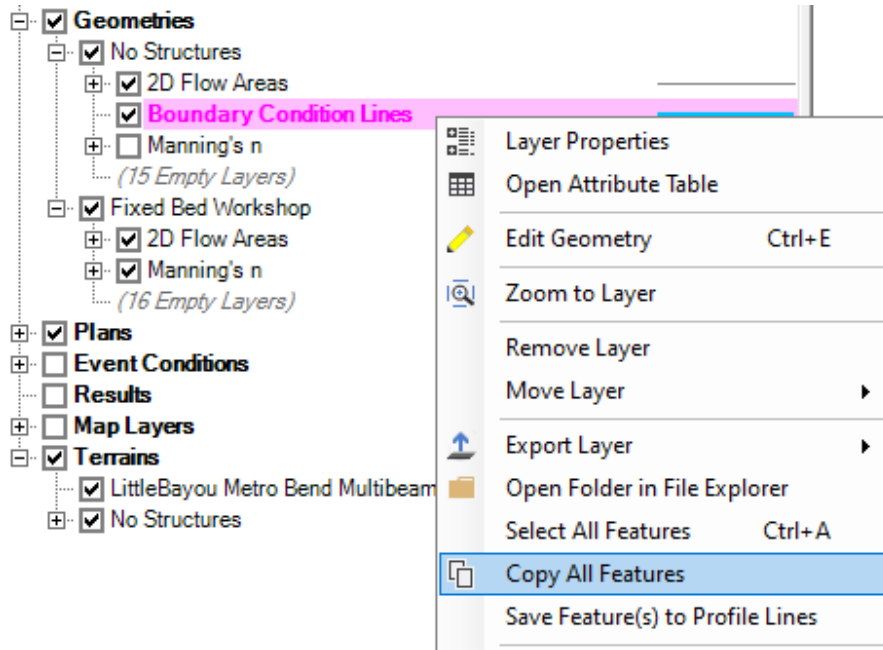 Geometries
No Structures
2D Flow Areas
Boundary Condition Lines
Manning's n
(15 Empty Layers)
Fixed Bed Workshop
2D Flow Areas
Manning's n
(16 Empty Layers)
Plans
Event Conditions
Results
Map Layers
Terrains
LittleBayou Metro Bend Multibeam
No Structures
Layer Properties
Open Attribute Table
Edit Geometry Ctrl+E
Zoom to Layer
Remove Layer
Move Layer
Export Layer
Open Folder in File Explorer
Select All Features Ctrl+A
Copy All Features
Save Feature(s) to Profile Lines